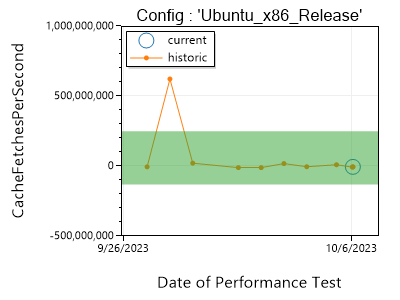 Config : 'Ubuntu_x86_Release'
1,000,000,000
current
historic
500,000,000
0
-500,000,000
CacheFetchesPerSecond
9/26/2023
10/6/2023
Date of Performance Test